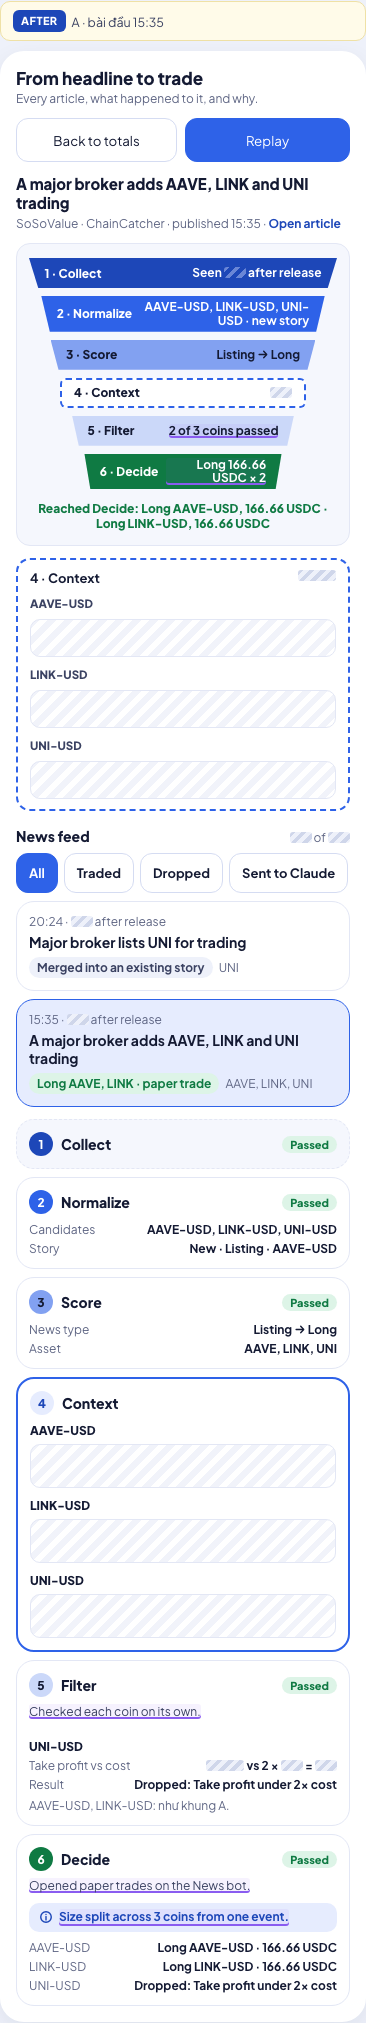 AFTER A · bài đầu 15:35
From headline to trade
Every article, what happened to it, and why.
Back to totals
Replay
A major broker adds AAVE, LINK and UNI
trading
SoSoValue · ChainCatcher · published 15:35 · Open article
1 · Collect Seen after release
2 · Normalize AAVE-USD, LINK-USD, UNI-
USD · new story
3 · Score Listing → Long
4 · Context
5 · Filter 2 of 3 coins passed
6 · Decide Long 166.66
USDC × 2
Reached Decide: Long AAVE-USD, 166.66 USDC ·
Long LINK-USD, 166.66 USDC
4 · Context
AAVE-USD
LINK-USD
UNI-USD
News feed of
All Traded Dropped Sent to Claude
20:24 · after release
Major broker lists UNI for trading
Merged into an existing story UNI
15:35 · after release
A major broker adds AAVE, LINK and UNI
trading
Long AAVE, LINK · paper trade AAVE, LINK, UNI
1 Collect Passed
2 Normalize Passed
Candidates AAVE-USD, LINK-USD, UNI-USD
Story New · Listing · AAVE-USD
3 Score Passed
News type Listing → Long
Asset AAVE, LINK, UNI
4 Context
AAVE-USD
LINK-USD
UNI-USD
5 Filter Passed
Checked each coin on its own.
UNI-USD
Take profit vs cost vs 2 × =
Result Dropped: Take profit under 2× cost
AAVE-USD, LINK-USD: như khung A.
6 Decide Passed
Opened paper trades on the News bot.
Size split across 3 coins from one event.
AAVE-USD Long AAVE-USD · 166.66 USDC
LINK-USD Long LINK-USD · 166.66 USDC
UNI-USD Dropped: Take profit under 2× cost